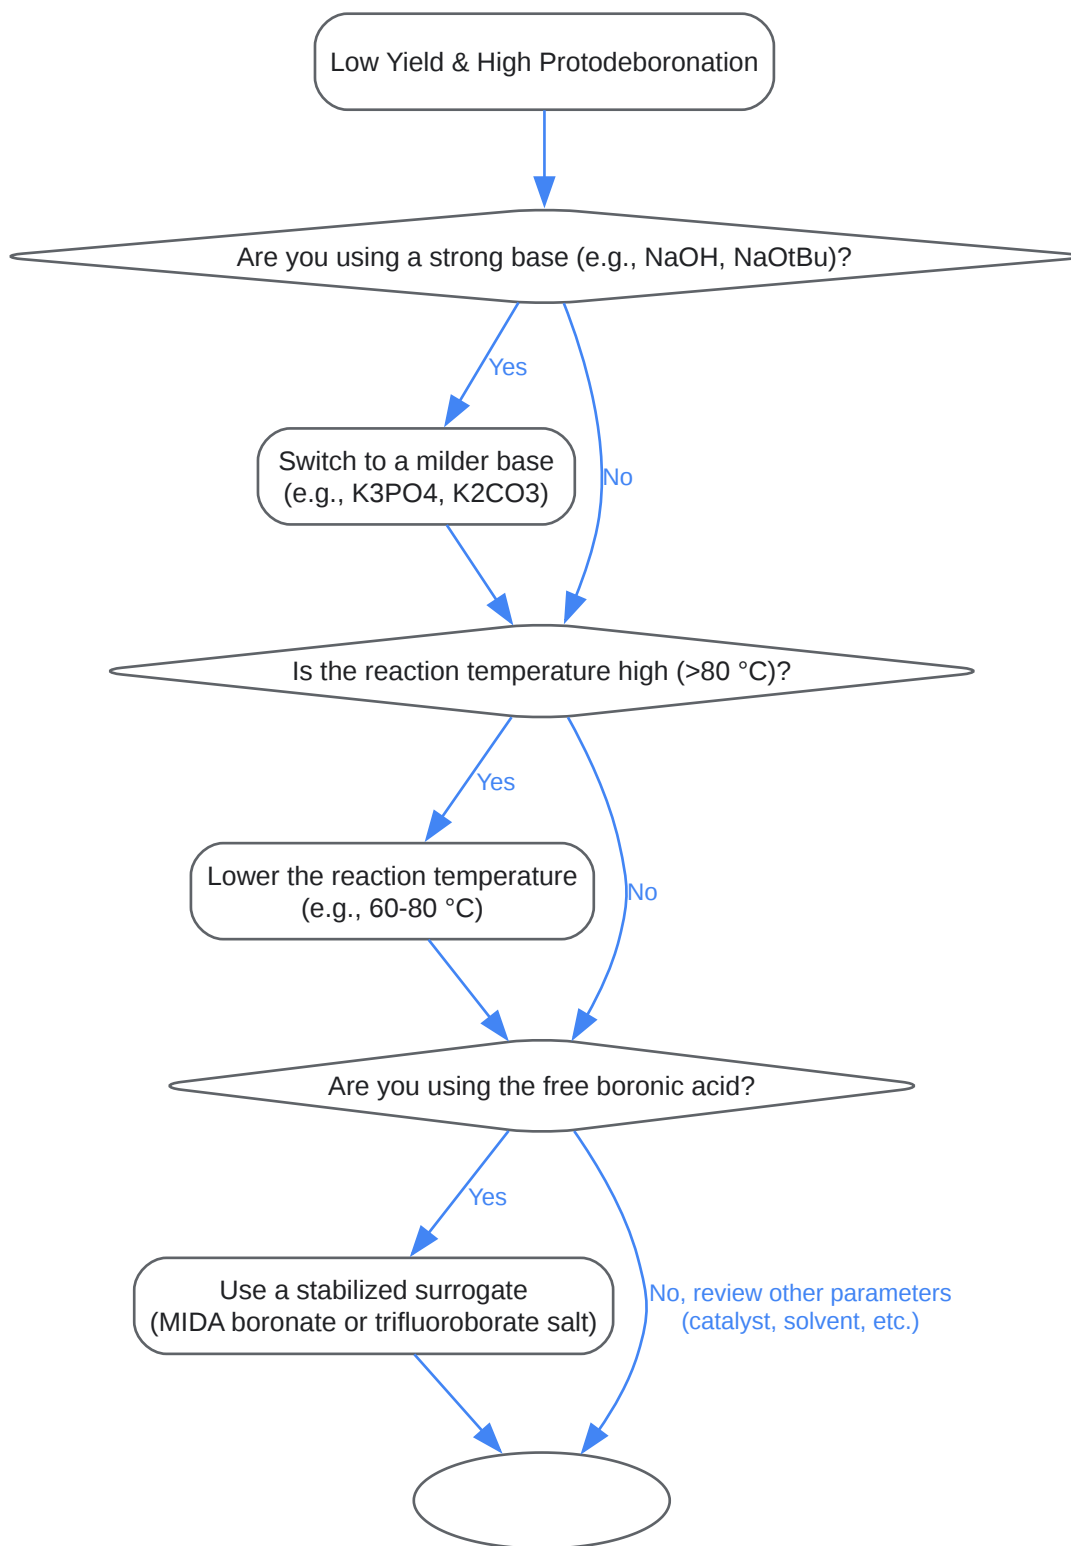 Low Yield & High Protodeboronation
Are you using a strong base (e.g., NaOH, NaOtBu)?
Yes
Switch to a milder base
(e.g., K3PO4, K2CO3)
No
Is the reaction temperature high (>80 °C)?
Yes
Lower the reaction temperature
(e.g., 60-80 °C)
No
Are you using the free boronic acid?
Yes
Use a stabilized surrogate
(MIDA boronate or trifluoroborate salt)
No, review other parameters
(catalyst, solvent, etc.)